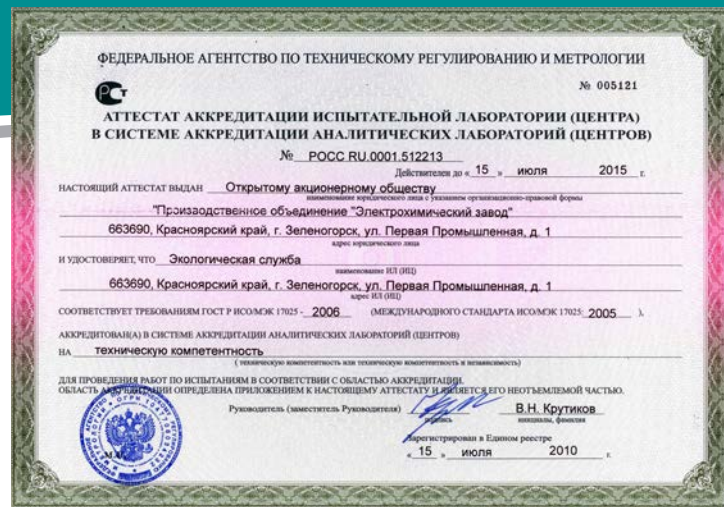 ФЕДЕРАЛЬНОЕ АГЕНТСТВО ПО ТЕХНИЧЕСКОМУ РЕГУЛИРОВАНИЮ И МЕТРОЛОГИИ
№ 005121
АТТЕСТАТ АККРЕДИТАЦИИ ИСПЫТАТЕЛЬНОЙ ЛАБОРАТОРИИ (ЦЕНТРА)
В СИСТЕМЕ АККРЕДИТАЦИИ АНАЛИТИЧЕСКИХ ЛАБОРАТОРИЙ (ЦЕНТРОВ)
№ РОСС RU.0001.512213
Действителен до « 15 » июля 2015 г.
НАСТОЯЩИЙ АТТЕСТАТ ВЫДАН Открытому акционерному обществу
наименование юридического лица с указанием организационно-правовой формы
"Производственное объединение "Электрохимический завод"
663690, Красноярский край, г. Зеленогорск, ул. Первая Промышленная, д. 1
адрес юридического лица
И УДОСТОВЕРЯЕТ, ЧТО Экологическая служба
наименование ИЛ (ИЦ)
663690, Красноярский край, г. Зеленогорск, ул. Первая Промышленная, д. 1
адрес ИЛ (ИЦ)
СООТВЕТСТВУЕТ ТРЕБОВАНИЯМ ГОСТ Р ИСО/МЭК 17025 - 2006 (МЕЖДУНАРОДНОГО СТАНДАРТА ИСО/МЭК 17025: 2005 ),
АККРЕДИТОВАН(А) В СИСТЕМЕ АККРЕДИТАЦИИ АНАЛИТИЧЕСКИХ ЛАБОРАТОРИЙ (ЦЕНТРОВ)
НА техническую компетентность
( техническую компетентность или техническую компетентность и независимость)
ДЛЯ ПРОВЕДЕНИЯ РАБОТ ПО ИСПЫТАНИЯМ В СООТВЕТСТВИИ С ОБЛАСТЬЮ АККРЕДИТАЦИИ.
ОБЛАСТЬ АККРЕДИТАЦИИ ОПРЕДЕЛЕНА ПРИЛОЖЕНИЕМ К НАСТОЯЩЕМУ АТТЕСТАТУ И ЯВЛЯЕТСЯ ЕГО НЕОТЪЕМЛЕМОЙ ЧАСТЬЮ.
Руководитель (заместитель Руководителя) В.Н. Крутиков
подпись инициалы, фамилия
Зарегистрирован в Едином реестре
« 15 » июля 2010 г.